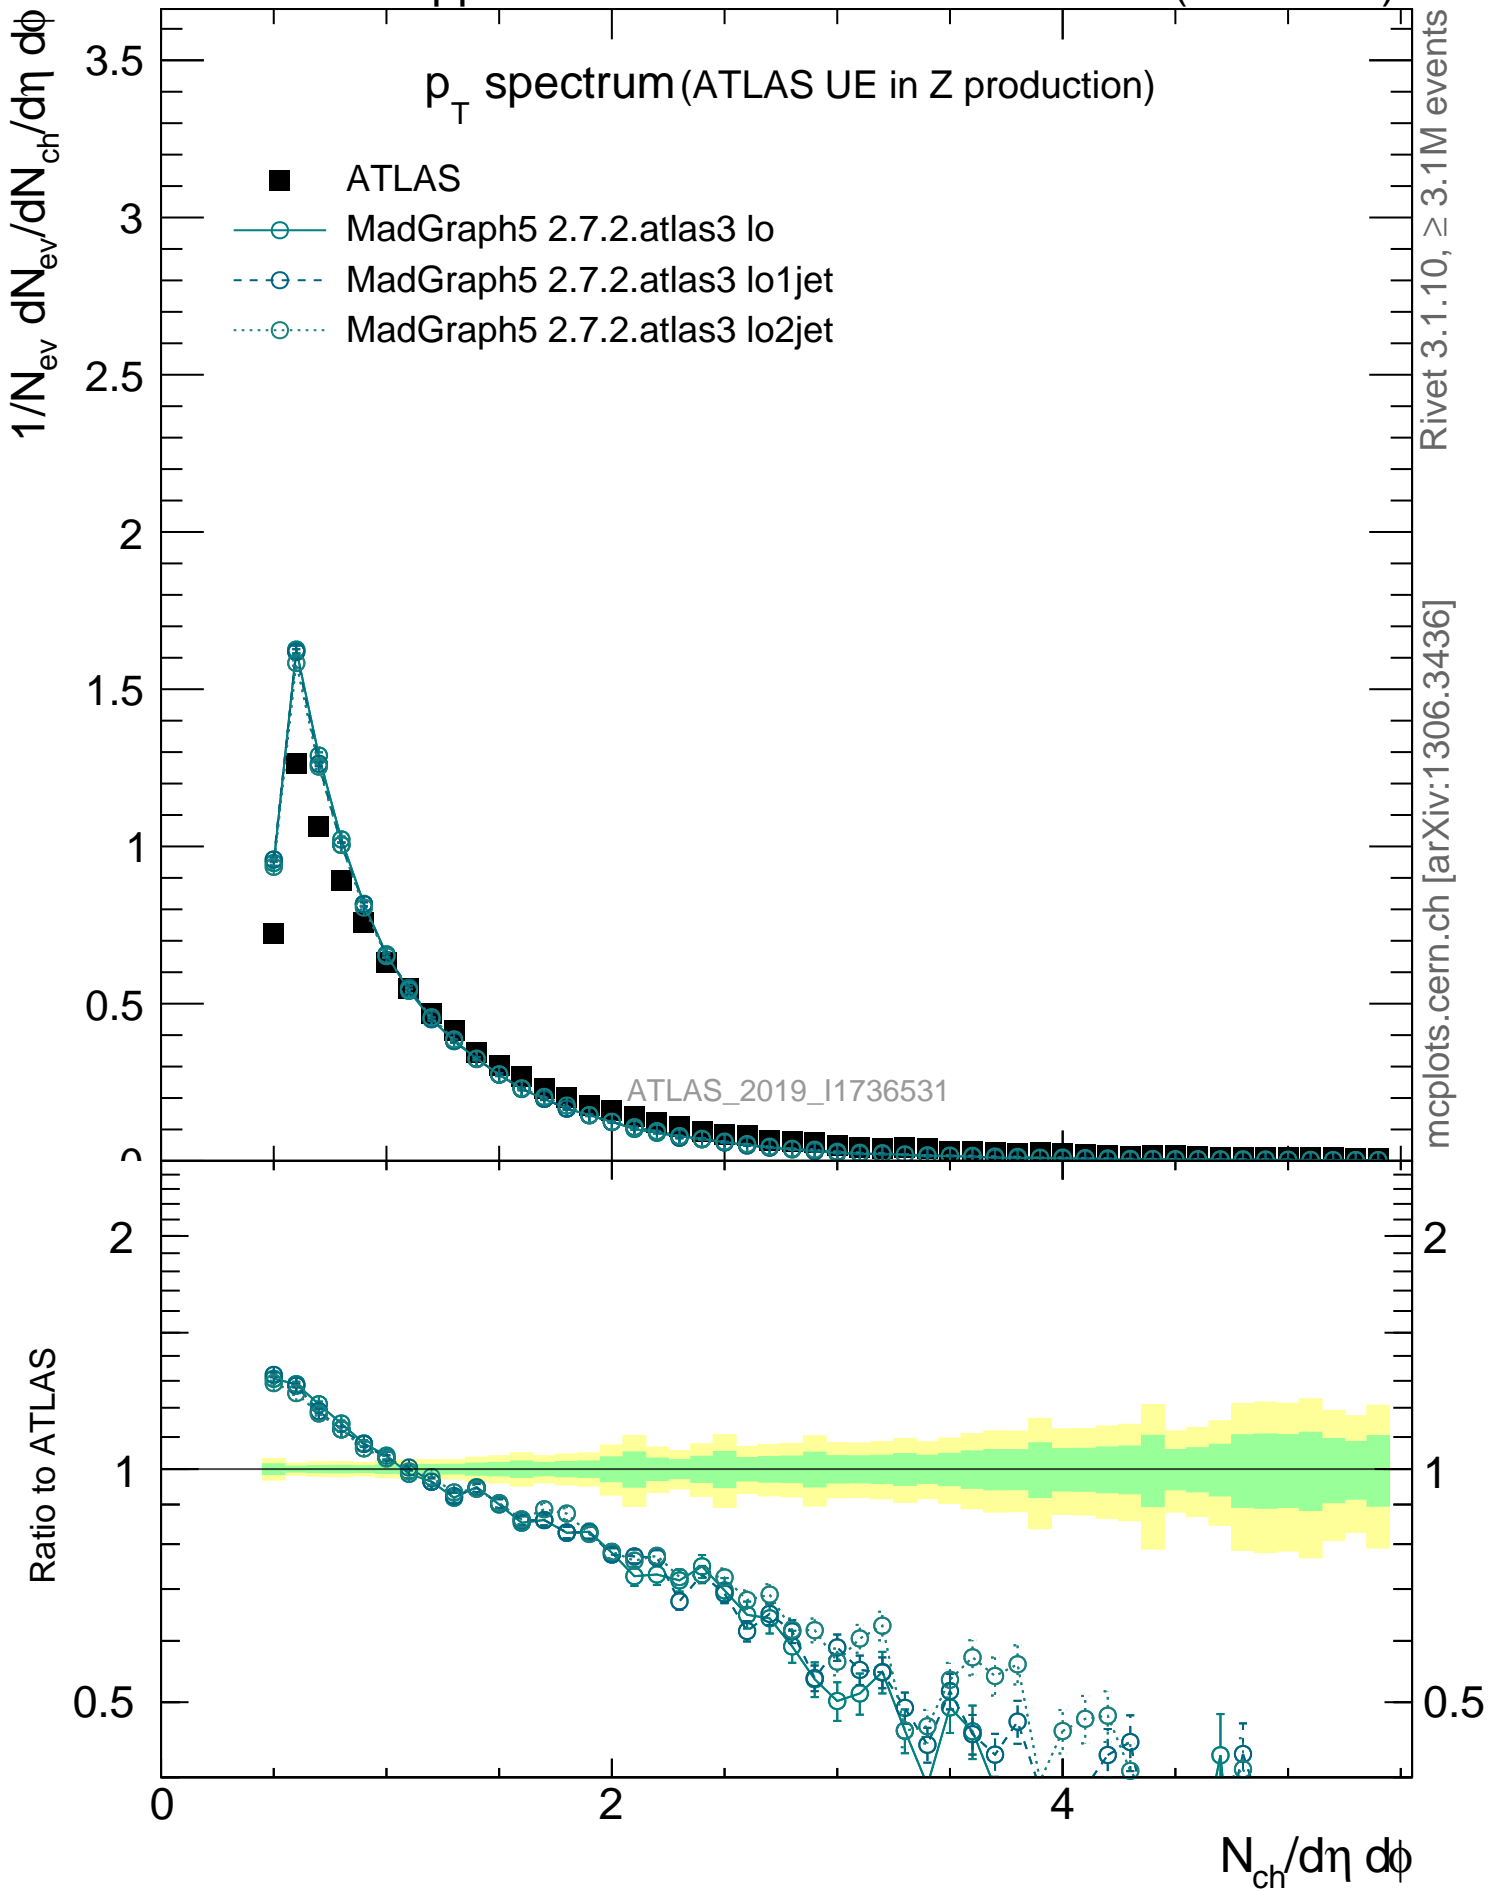 p_T spectrum (ATLAS UE in Z production)
1/N_ev dN_ev/dN_ch/dη dϕ
3.5
3
2.5
2
1.5
1
0.5
0
ATLAS
MadGraph5 2.7.2.atlas3 lo
MadGraph5 2.7.2.atlas3 lo1jet
MadGraph5 2.7.2.atlas3 lo2jet
ATLAS_2019_I1736531
Rivet 3.1.10, ≥ 3.1M events
mcplots.cern.ch [arXiv:1306.3436]
Ratio to ATLAS
2
1
0.5
2
1
0.5
0
2
4
N_ch/dη dϕ